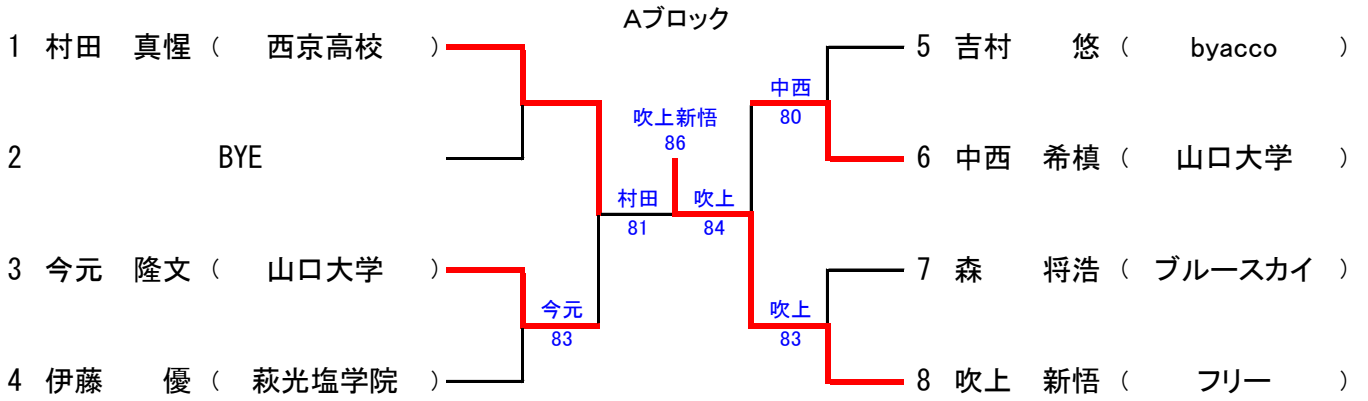 Aブロック
1 村田 真惺 ( 西京高校 )
5 吉村 悠 ( byacco )
中西
80
吹上新悟
86
2 BYE
6 中西 希槙 ( 山口大学 )
村田
81
吹上
84
3 今元 隆文 ( 山口大学 )
7 森 将浩 ( ブルースカイ )
今元
83
吹上
83
4 伊藤 優 ( 萩光塩学院 )
8 吹上 新悟 ( フリー )